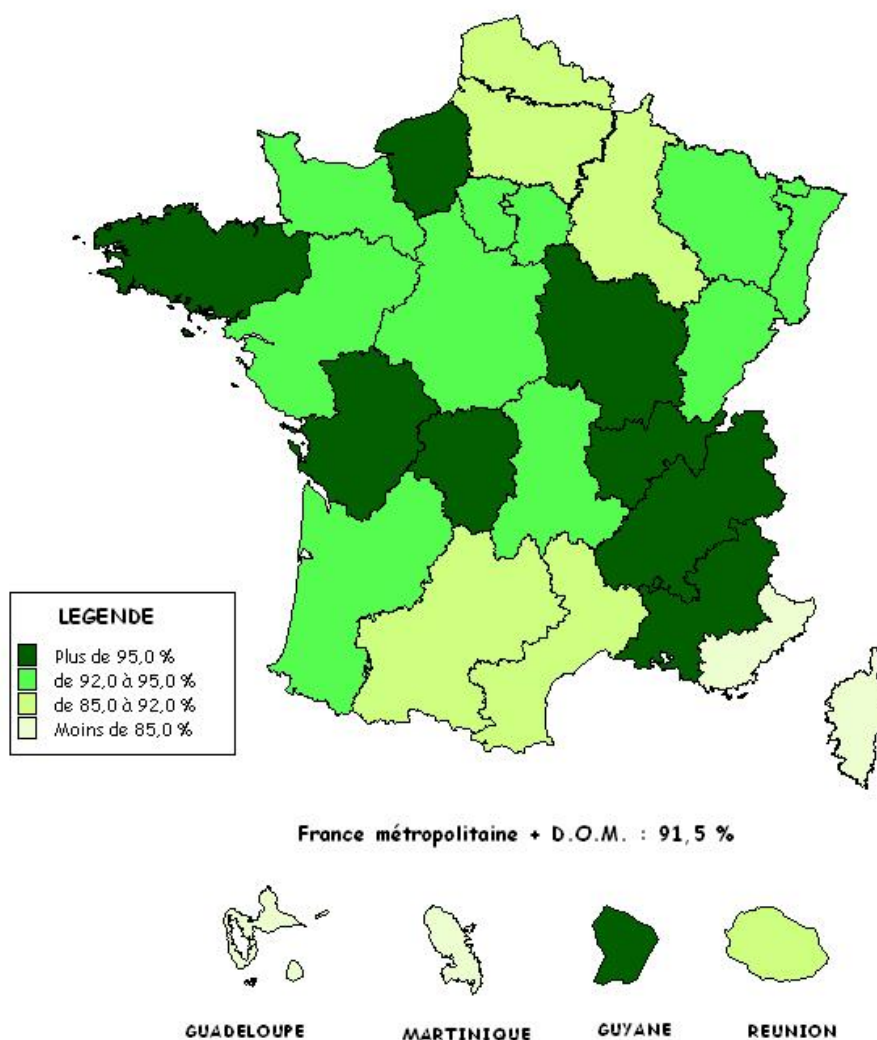 LEGENDE
Plus de 95,0 %
de 92,0 à 95,0 %
de 85,0 à 92,0 %
Moins de 85,0 %
France métropolitaine + D.O.M. : 91,5 %
GUADELOUPE
MARTINIQUE
GUYANE
REUNION